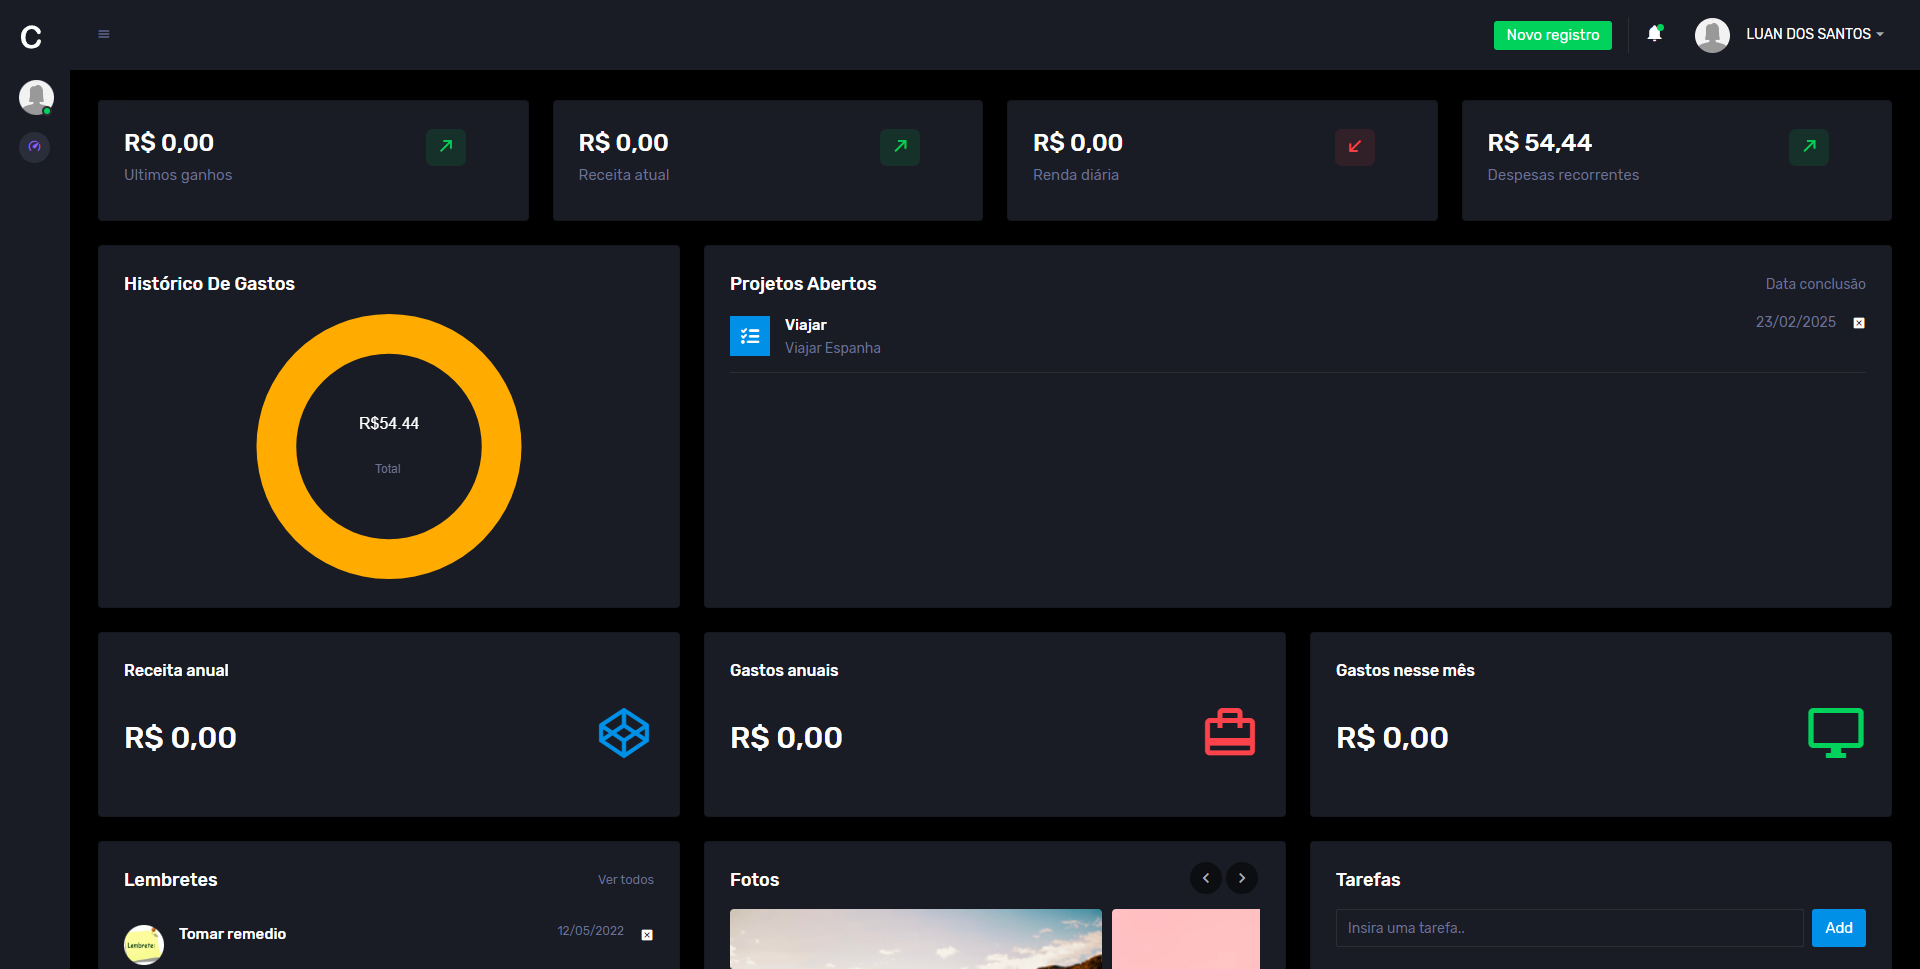 C
Novo registro
LUAN DOS SANTOS
R$ 0,00
Ultimos ganhos
R$ 0,00
Receita atual
R$ 0,00
Renda diária
R$ 54,44
Despesas recorrentes
Histórico De Gastos
R$54.44
Total
Projetos Abertos
Data conclusão
Viajar
Viajar Espanha
23/02/2025
Receita anual
R$ 0,00
Gastos anuais
R$ 0,00
Gastos nesse mês
R$ 0,00
Lembretes
Ver todos
Lembrete:
Tomar remedio
12/05/2022
Fotos
Tarefas
Insira uma tarefa..
Add